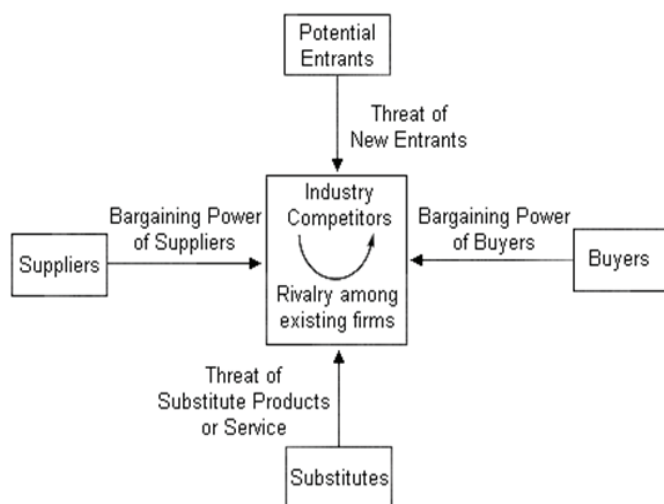 Potential
Entrants
Threat of
New Entrants
Industry
Competitors
Bargaining Power
of Suppliers
Bargaining Power
of Buyers
Suppliers
Buyers
Rivalry among
existing firms
Threat of
Substitute Products
or Service
Substitutes